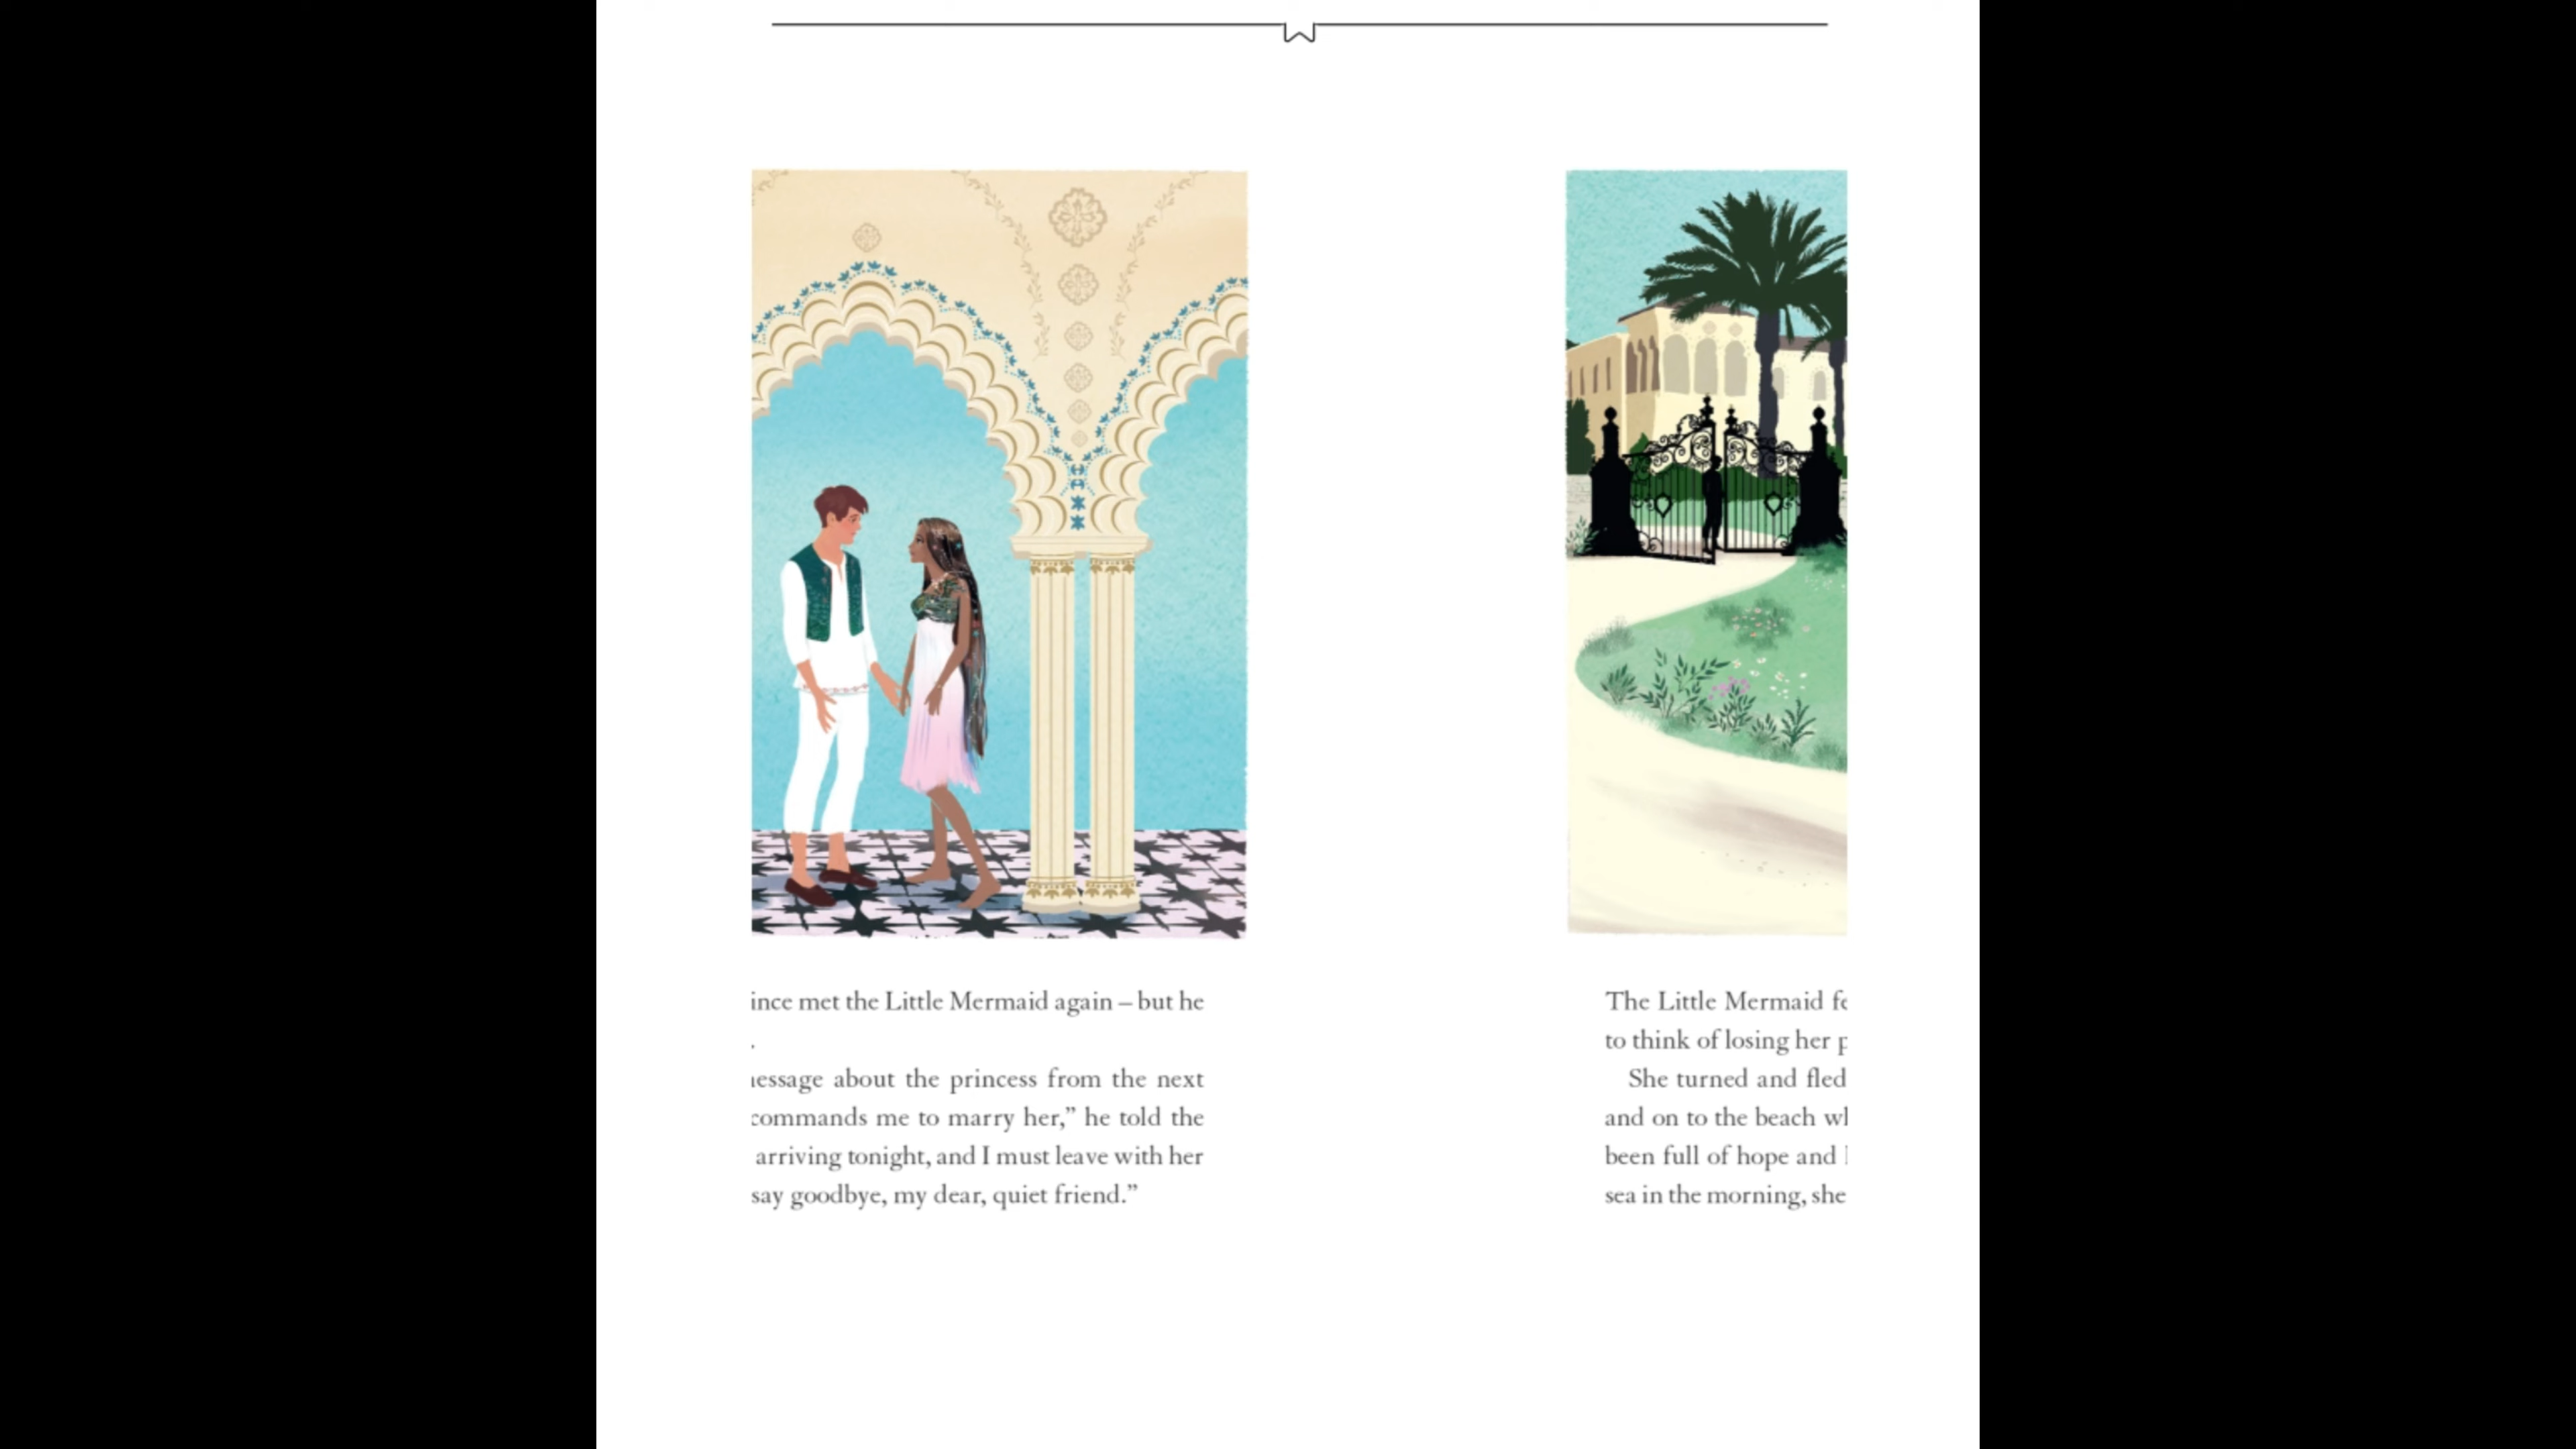 met the Little Mermaid again – but he
about the princess from the next
commands me to marry her,” he told the
arriving tonight, and I must leave with her
say goodbye, my dear, quiet friend.”
The Little Mermaid
to think of losing her
She turned and fled
and on to the beach
been full of hope and
sea in the morning, she